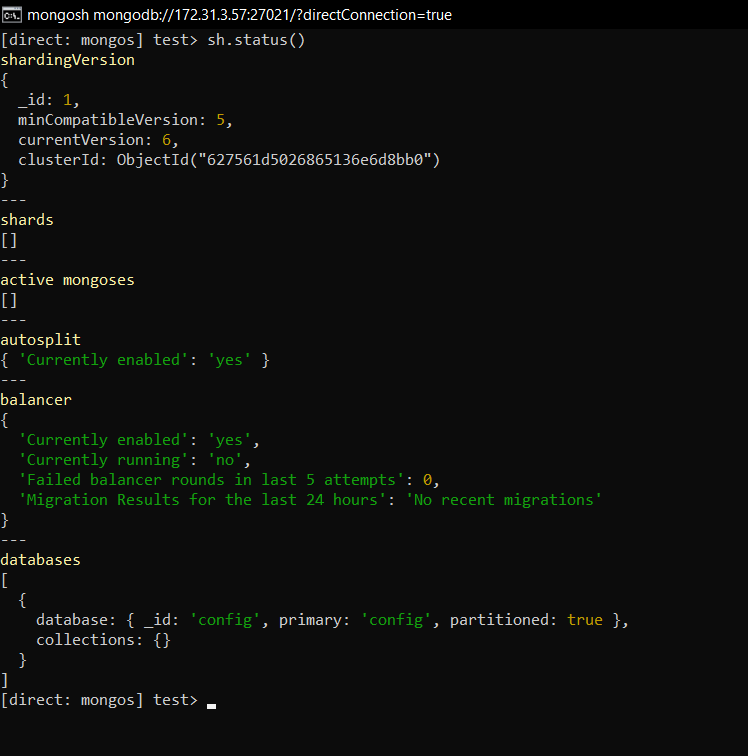 mongosh mongodb://172.31.3.57:27021/?directConnection=true
[direct: mongos] test> sh.status()
shardingVersion
{
  _id: 1,
  minCompatibleVersion: 5,
  currentVersion: 6,
  clusterId: ObjectId("627561d5026865136e6d8bb0")
}
---
shards
[]
---
active mongoses
[]
---
autosplit
{ 'Currently enabled': 'yes' }
---
balancer
{
  'Currently enabled': 'yes',
  'Currently running': 'no',
  'Failed balancer rounds in last 5 attempts': 0,
  'Migration Results for the last 24 hours': 'No recent migrations'
}
---
databases
[
  {
    database: { _id: 'config', primary: 'config', partitioned: true },
    collections: {}
  }
]
[direct: mongos] test>